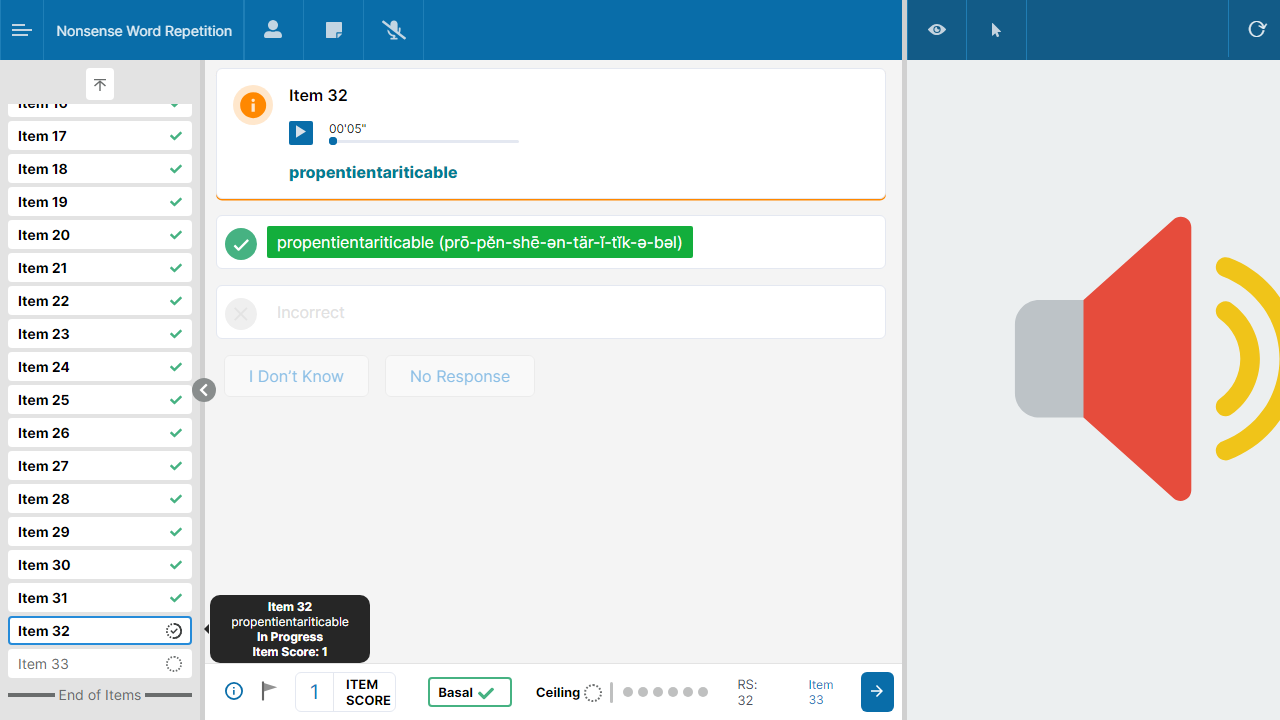 Nonsense Word Repetition
Item 16
Item 17
Item 18
Item 19
Item 20
Item 21
Item 22
Item 23
Item 24
Item 25
Item 26
Item 27
Item 28
Item 29
Item 30
Item 31
Item 32
Item 33
End of Items
Item 32
00'05"
propentientariticable
propentientariticable (prō-pĕn-shē-ən-tär-ĭ-tĭk-ə-bəl)
Incorrect
I Don't Know
No Response
Item 32
propentientariticable
In Progress
Item Score: 1
1
ITEM
SCORE
Basal
Ceiling
RS:
32
Item
33